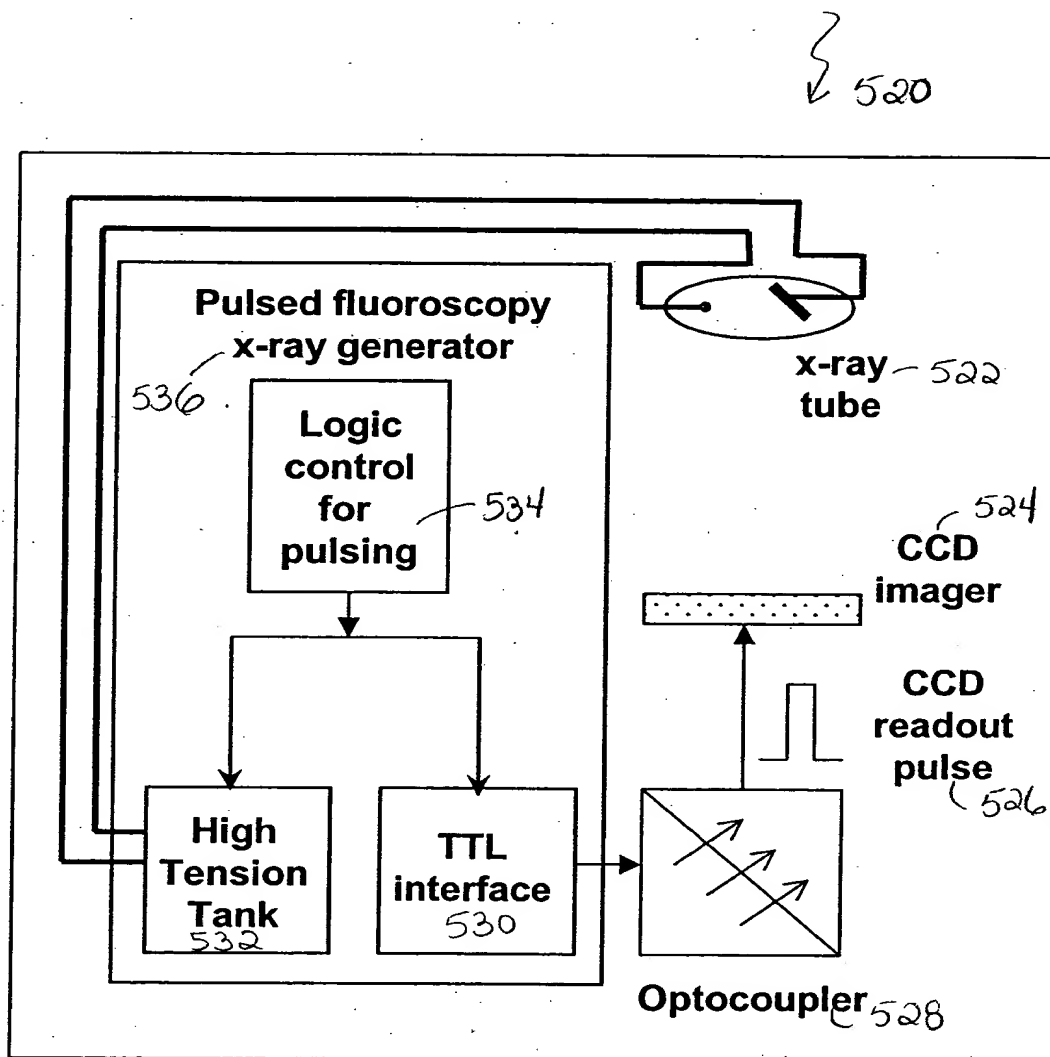 520
Pulsed fluoroscopy
x-ray generator
536
Logic
control
for
pulsing
534
x-ray
tube
522
524
CCD
imager
CCD
readout
pulse
526
High
Tension
Tank
532
TTL
interface
530
Optocoupler
528